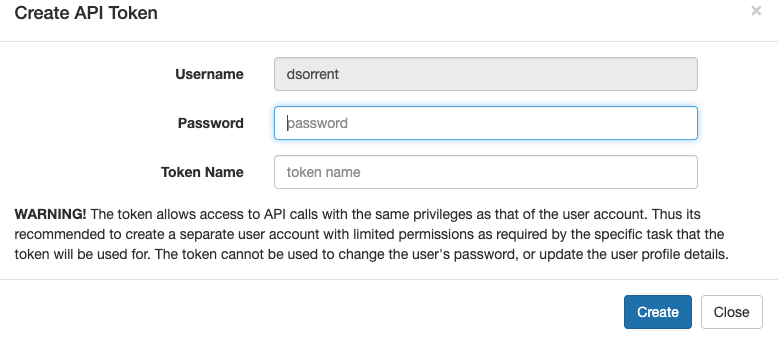 Create API Token
×
Username
dsorrent
Password
password
Token Name
token name
WARNING! The token allows access to API calls with the same privileges as that of the user account. Thus its
recommended to create a separate user account with limited permissions as required by the specific task that the
token will be used for. The token cannot be used to change the user's password, or update the user profile details.
Create
Close